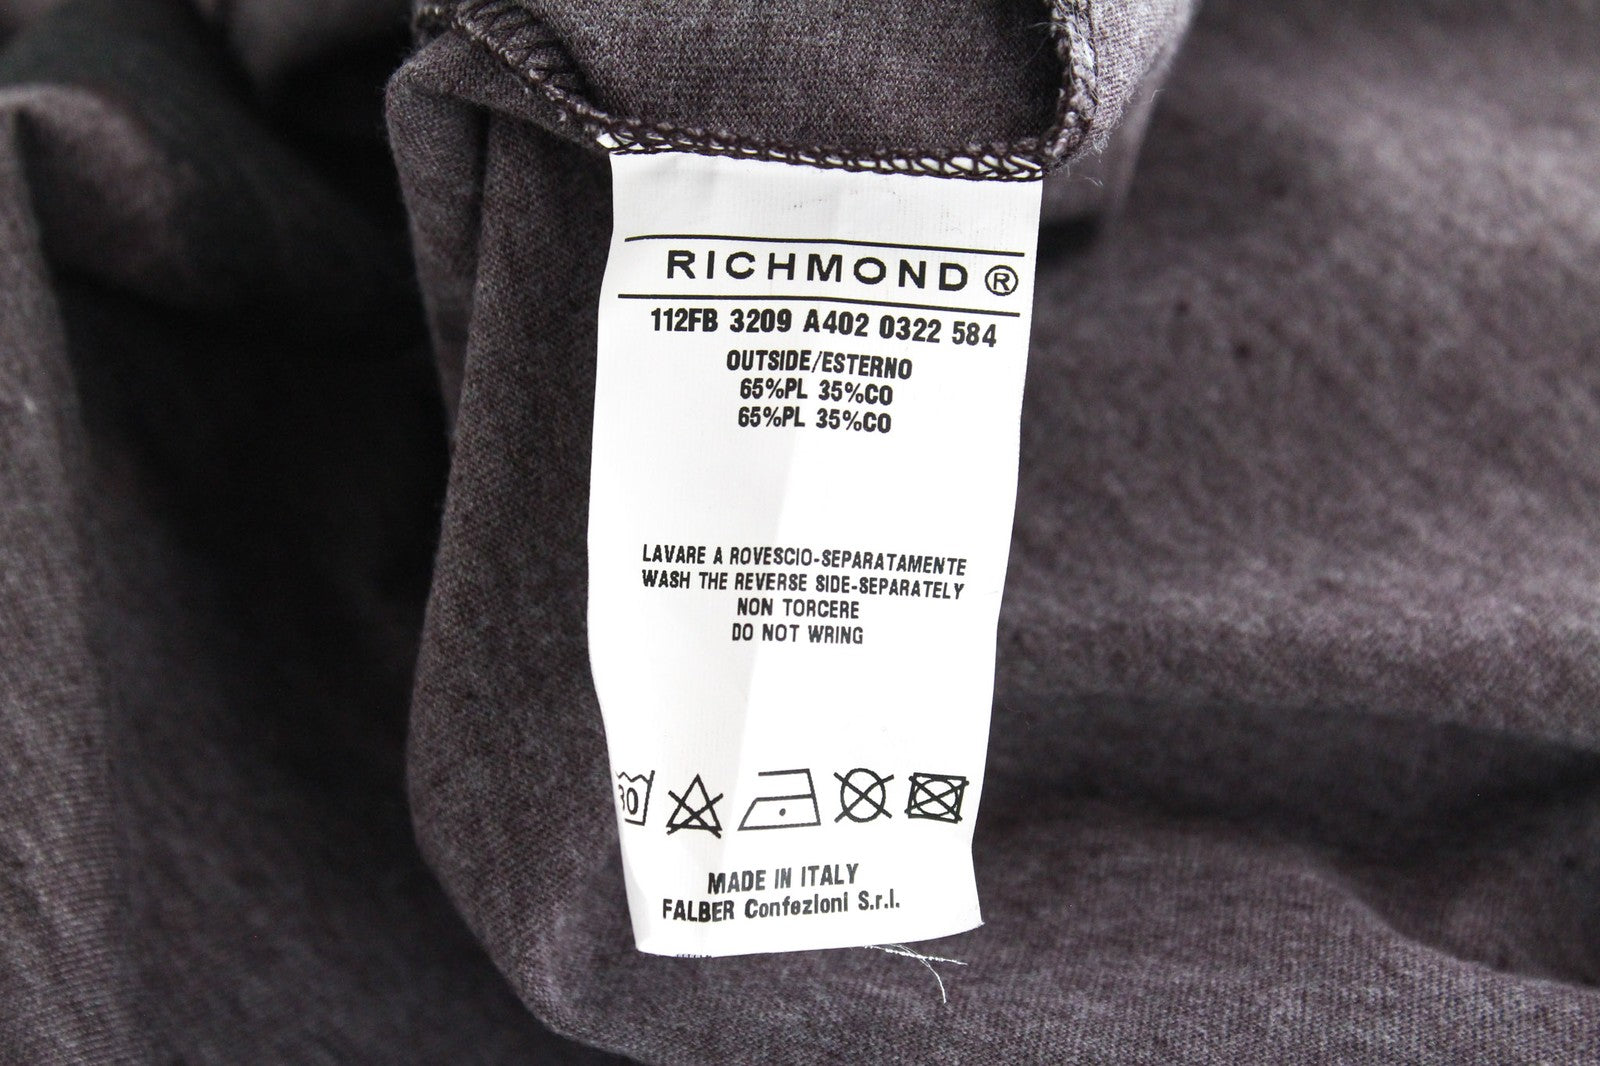 RICHMOND ®
112FB 3209 A402 0322 584
OUTSIDE/ESTERNO
65%PL 35%CO
65%PL 35%CO
LAVARE A ROVESCIO-SEPARATAMENTE
WASH THE REVERSE SIDE-SEPARATELY
NON TORCERE
DO NOT WRING
30
MADE IN ITALY
FALBER Confezioni S.r.l.